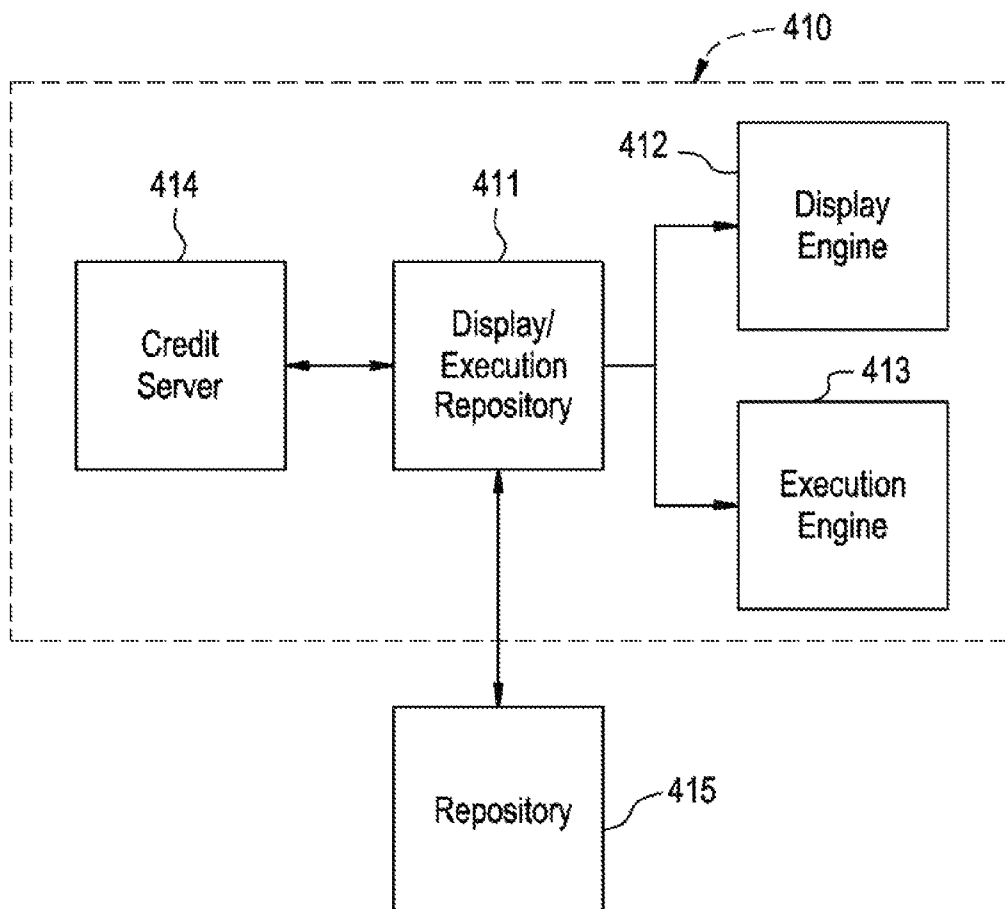 410
412
Display
Engine
414
411
Credit
Server
Display/
Execution
Repository
413
Execution
Engine
Repository
415